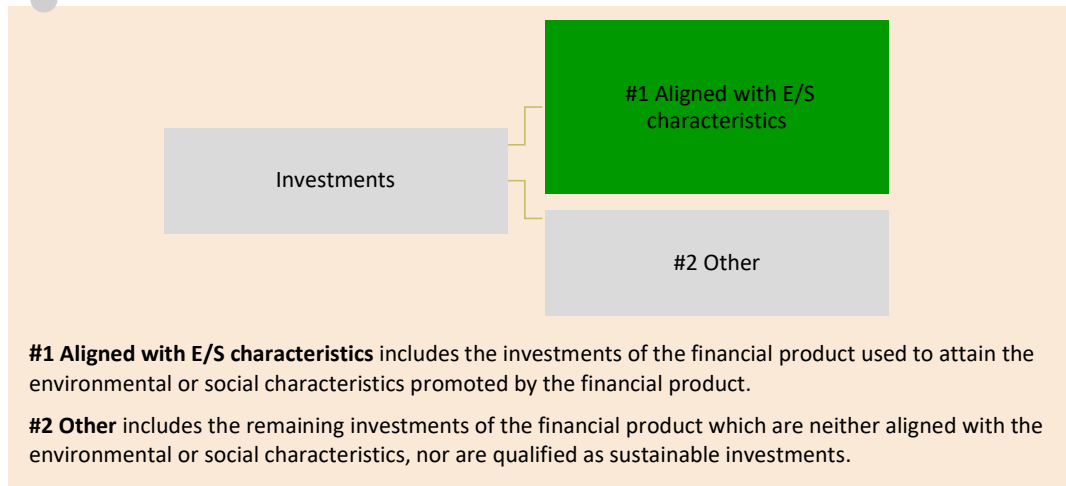 #1 Aligned with E/S
characteristics
Investments
#2 Other
#1 Aligned with E/S characteristics includes the investments of the financial product used to attain the
environmental or social characteristics promoted by the financial product.
#2 Other includes the remaining investments of the financial product which are neither aligned with the
environmental or social characteristics, nor are qualified as sustainable investments.